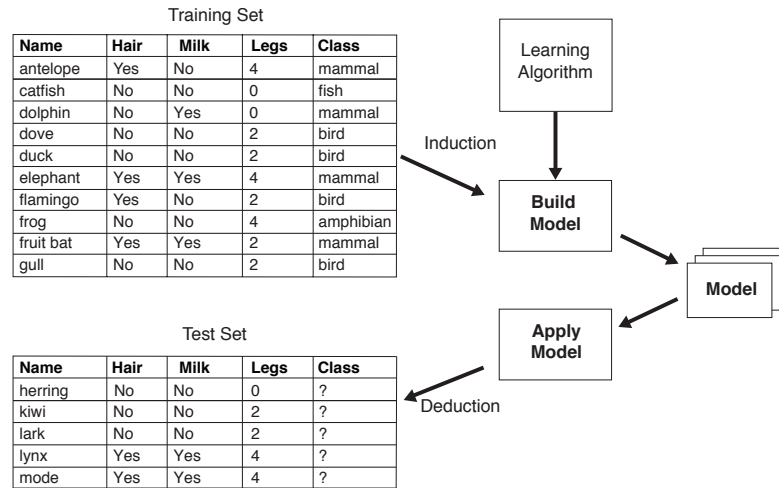 Training Set
Name Hair Milk Legs Class
antelope Yes No 4 mammal
catfish No No 0 fish
dolphin No Yes 0 mammal
dove No No 2 bird
duck No No 2 bird
elephant Yes Yes 4 mammal
flamingo Yes No 2 bird
frog No No 4 amphibian
fruit bat Yes Yes 2 mammal
gull No No 2 bird
Learning
Algorithm
Induction
Build
Model
Model
Apply
Model
Deduction
Test Set
Name Hair Milk Legs Class
herring No No 0 ?
kiwi No No 2 ?
lark No No 2 ?
lynx Yes Yes 4 ?
mode Yes Yes 4 ?